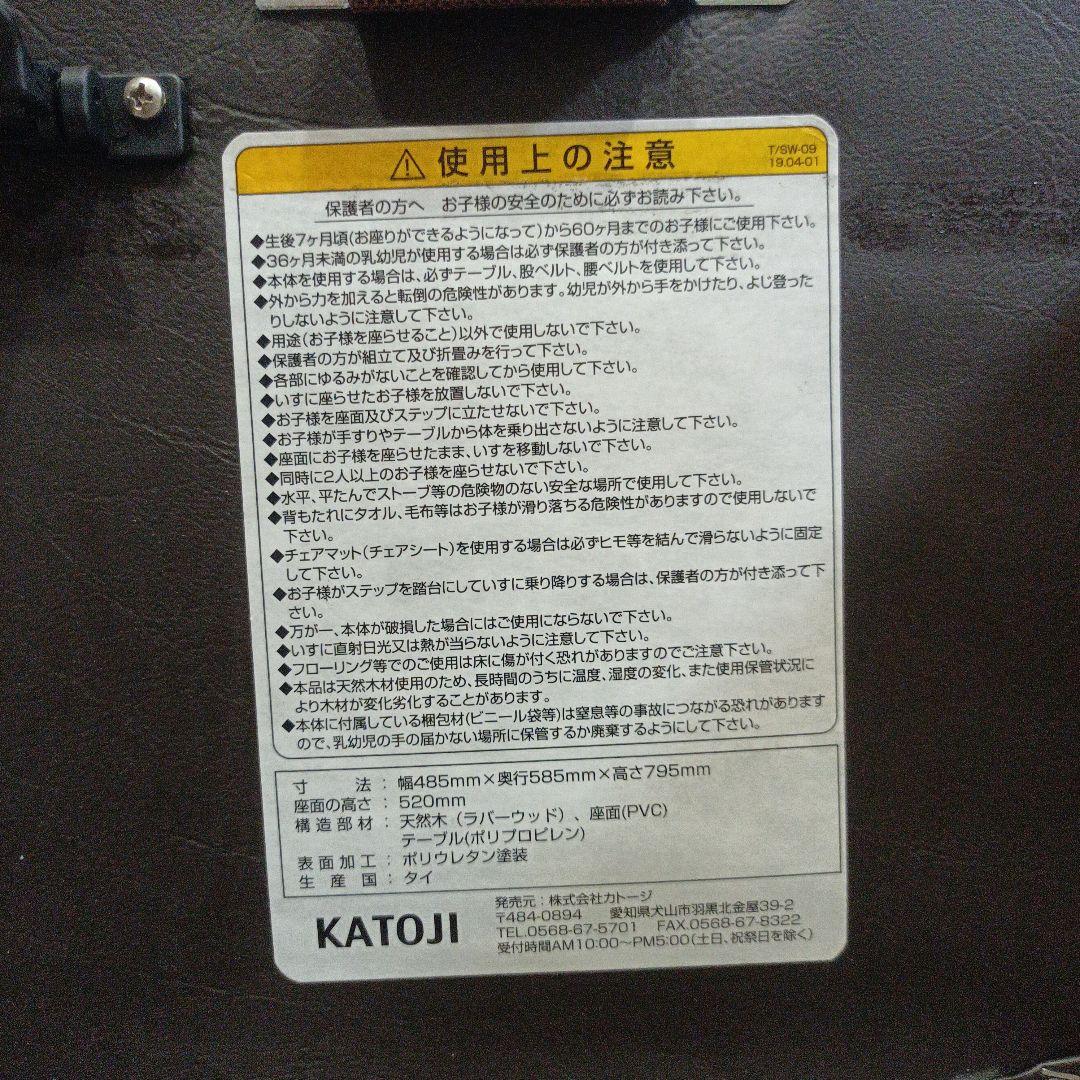 ⚠使用上の注意
T/SW-09
19.04-01
保護者の方へ お子様の安全のために必ずお読み下さい。
◆生後7ヶ月頃(お座りができるようになって)から60ヶ月までのお子様にご使用下さい。
◆36ヶ月未満の乳幼児が使用する場合は必ず保護者の方が付き添って下さい。
◆本体を使用する場合は、必ずテーブル、股ベルト、腰ベルトを使用して下さい。
◆外から力を加えると転倒の危険性があります。幼児が外から手をかけたり、よじ登った
りしないように注意して下さい。
◆用途(お子様を座らせること)以外で使用しないで下さい。
◆保護者の方が組立て及び折畳みを行って下さい。
◆各部にゆるみがないことを確認してから使用して下さい。
◆いすに座らせたお子様を放置しないで下さい。
◆お子様を座面及びステップに立たせないで下さい。
◆お子様が手すりやテーブルから体を乗り出さないように注意して下さい。
◆座面にお子様を座らせたまま、いすを移動しないで下さい。
◆同時に2人以上のお子様を座らせないで下さい。
◆水平、平たんでストーブ等の危険物のない安全な場所で使用して下さい。
◆背もたれにタオル、毛布等はお子様が滑り落ちる危険性がありますので使用しないで
下さい。
◆チェアマット(チェアシート)を使用する場合は必ずヒモ等を結んで滑らないように固定
して下さい。
◆お子様がステップを踏台にしていすに乗り降りする場合は、保護者の方が付き添って下
さい。
◆万が一、本体が破損した場合にはご使用にならないで下さい。
◆いすに直射日光又は熱が当らないように注意して下さい。
◆フローリング等でのご使用は床に傷が付く恐れがありますのでご注意下さい。
◆本品は天然木材使用のため、長時間のうちに温度、湿度の変化、また使用保管状況に
より木材が変化劣化することがあります。
◆本体に付属している梱包材(ビニール袋等)は窒息等の事故につながる恐れがあります
ので、乳幼児の手の届かない場所に保管するか廃棄するようにして下さい。
寸法:幅485mm×奥行585mm×高さ795mm
座面の高さ:520mm
構造部材:天然木(ラバーウッド)、座面(PVC)
テーブル(ポリプロピレン)
表面加工:ポリウレタン塗装
生産国:タイ
KATOJI
発売元:株式会社カトージ
〒484-0894 愛知県犬山市羽黒北金屋39-2
TEL.0568-67-5701 FAX.0568-67-8322
受付時間AM10:00～PM5:00(土日、祝祭日を除く)